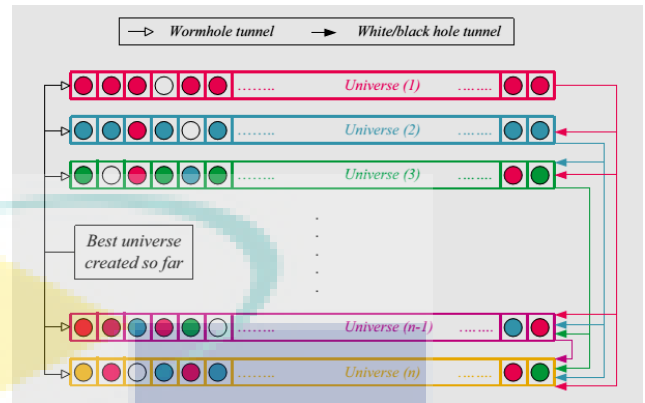 Wormhole tunnel White/black hole tunnel
........ Universe (1) ........
........ Universe (2) ........
........ Universe (3) ........
Best universe
created so far
........ Universe (n-1) ........
........ Universe (n) ........